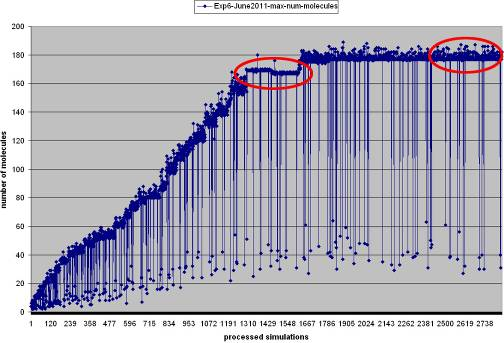 Exp6-June2011-max-num-molecules
200
180
160
140
120
100
80
60
40
20
0
number of molecules
1 120 239 358 477 596 715 834 953 1072 1191 1310 1429 1548 1667 1786 1905 2024 2143 2262 2381 2500 2619 2738
processed simulations